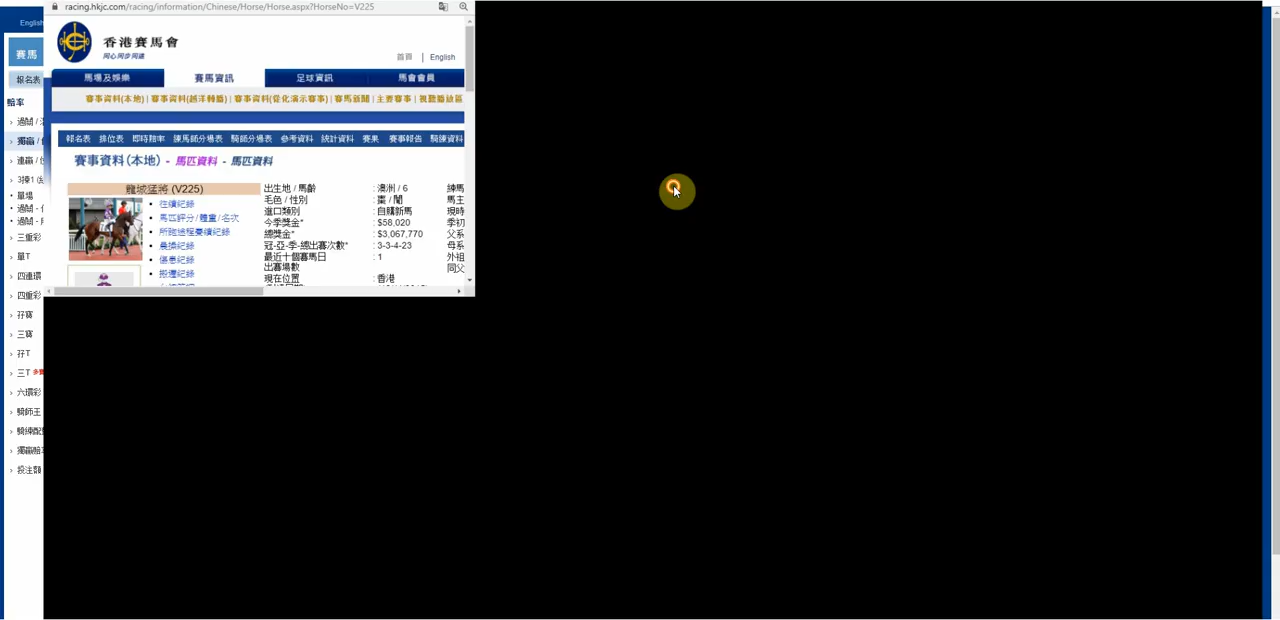 racing.hkjc.com/racing/information/Chinese/Horse/Horse.aspx?HorseNo=V225
English
賽馬
報名表
賠率
過關
獨贏
連贏
單場
過關
過關
三重彩
單T
四連環
四重彩
孖寶
三寶
孖T
三T
六環彩
騎師王
騎練配
投注額
香港賽馬會
同心同步同進
首頁 | English
馬場及娛樂 賽馬資訊 足球資訊 馬會會員
賽事資料(本地) | 賽事資料(越洋轉播) | 賽事資料(從化演示賽事) | 賽馬新聞 | 主要賽事 | 視聽播放區
報名表 排位表 即時賠率 練馬師分場表 騎師分場表 參考資料 統計資料 賽果 賽事報告 騎練資料
賽事資料(本地) - 馬匹資料 - 馬匹資料
龍城猛將 (V225)
往績紀錄
馬匹評分/體重/名次
所跑途程賽績紀錄
晨操紀錄
傷患紀錄
搬遷紀錄
出生地 / 馬齡 : 澳洲 / 6
毛色 / 性別 : 棗 / 閹
進口類別 : 自購新馬
今季獎金* : $58,020
總獎金* : $3,067,770
冠-亞-季-總出賽次數* : 3-3-4-23
最近十個賽馬日 : 1
出賽場數
現在位置 : 香港
練馬
馬主
現時
季初
父系
母系
外祖
同父